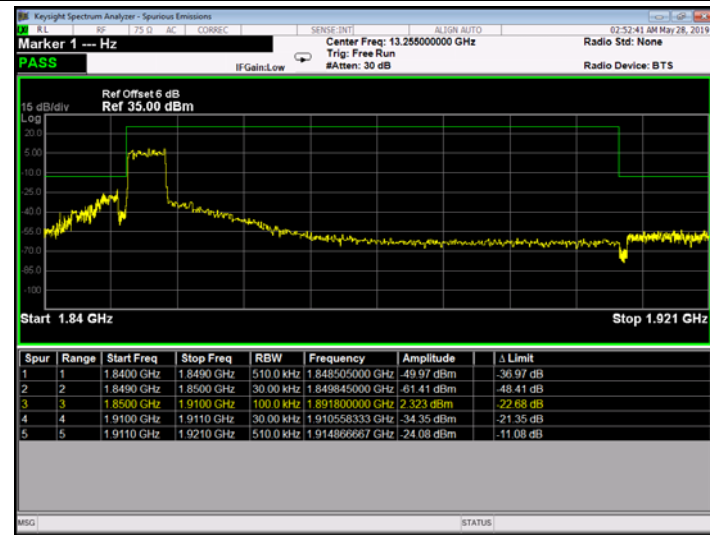 Keysight Spectrum Analyzer - Spurious Emissions
RL RF 75 Ω AC CORREC SENSE:INT ALIGN AUTO 02:52:41 AM May 28, 2019
Marker 1 --- Hz Center Freq: 13.255000000 GHz Radio Std: None
Trig: Free Run
PASS IFGain:Low #Atten: 30 dB Radio Device: BTS
Ref Offset 6 dB
15 dB/div Ref 35.00 dBm
Log
20.0
5.00
-10.0
-25.0
-40.0
-55.0
-70.0
-85.0
-100
Start 1.84 GHz Stop 1.921 GHz
Spur Range Start Freq Stop Freq RBW Frequency Amplitude Δ Limit
1 1 1.8400 GHz 1.8490 GHz 510.0 kHz 1.848505000 GHz -49.97 dBm -36.97 dB
2 2 1.8490 GHz 1.8500 GHz 30.00 kHz 1.849845000 GHz -61.41 dBm -48.41 dB
3 3 1.8500 GHz 1.9100 GHz 100.0 kHz 1.891800000 GHz 2.323 dBm -22.68 dB
4 4 1.9100 GHz 1.9110 GHz 30.00 kHz 1.910558333 GHz -34.35 dBm -21.35 dB
5 5 1.9110 GHz 1.9210 GHz 510.0 kHz 1.914866667 GHz -24.08 dBm -11.08 dB
MSG STATUS